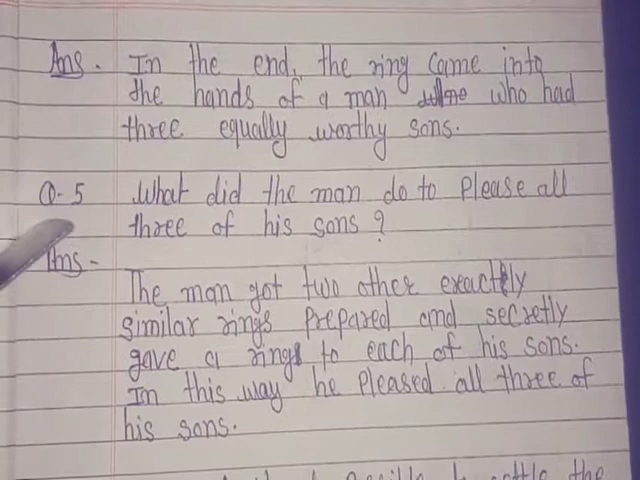 Ans. In the end, the ring came into
the hands of a man who had
three equally worthy sons.
Q-5 What did the man do to Please all
three of his sons?
Ans- The man got two other exactly
similar rings prepared and secretly
gave a ring to each of his sons.
In this way he Pleased all three of
his sons.
the